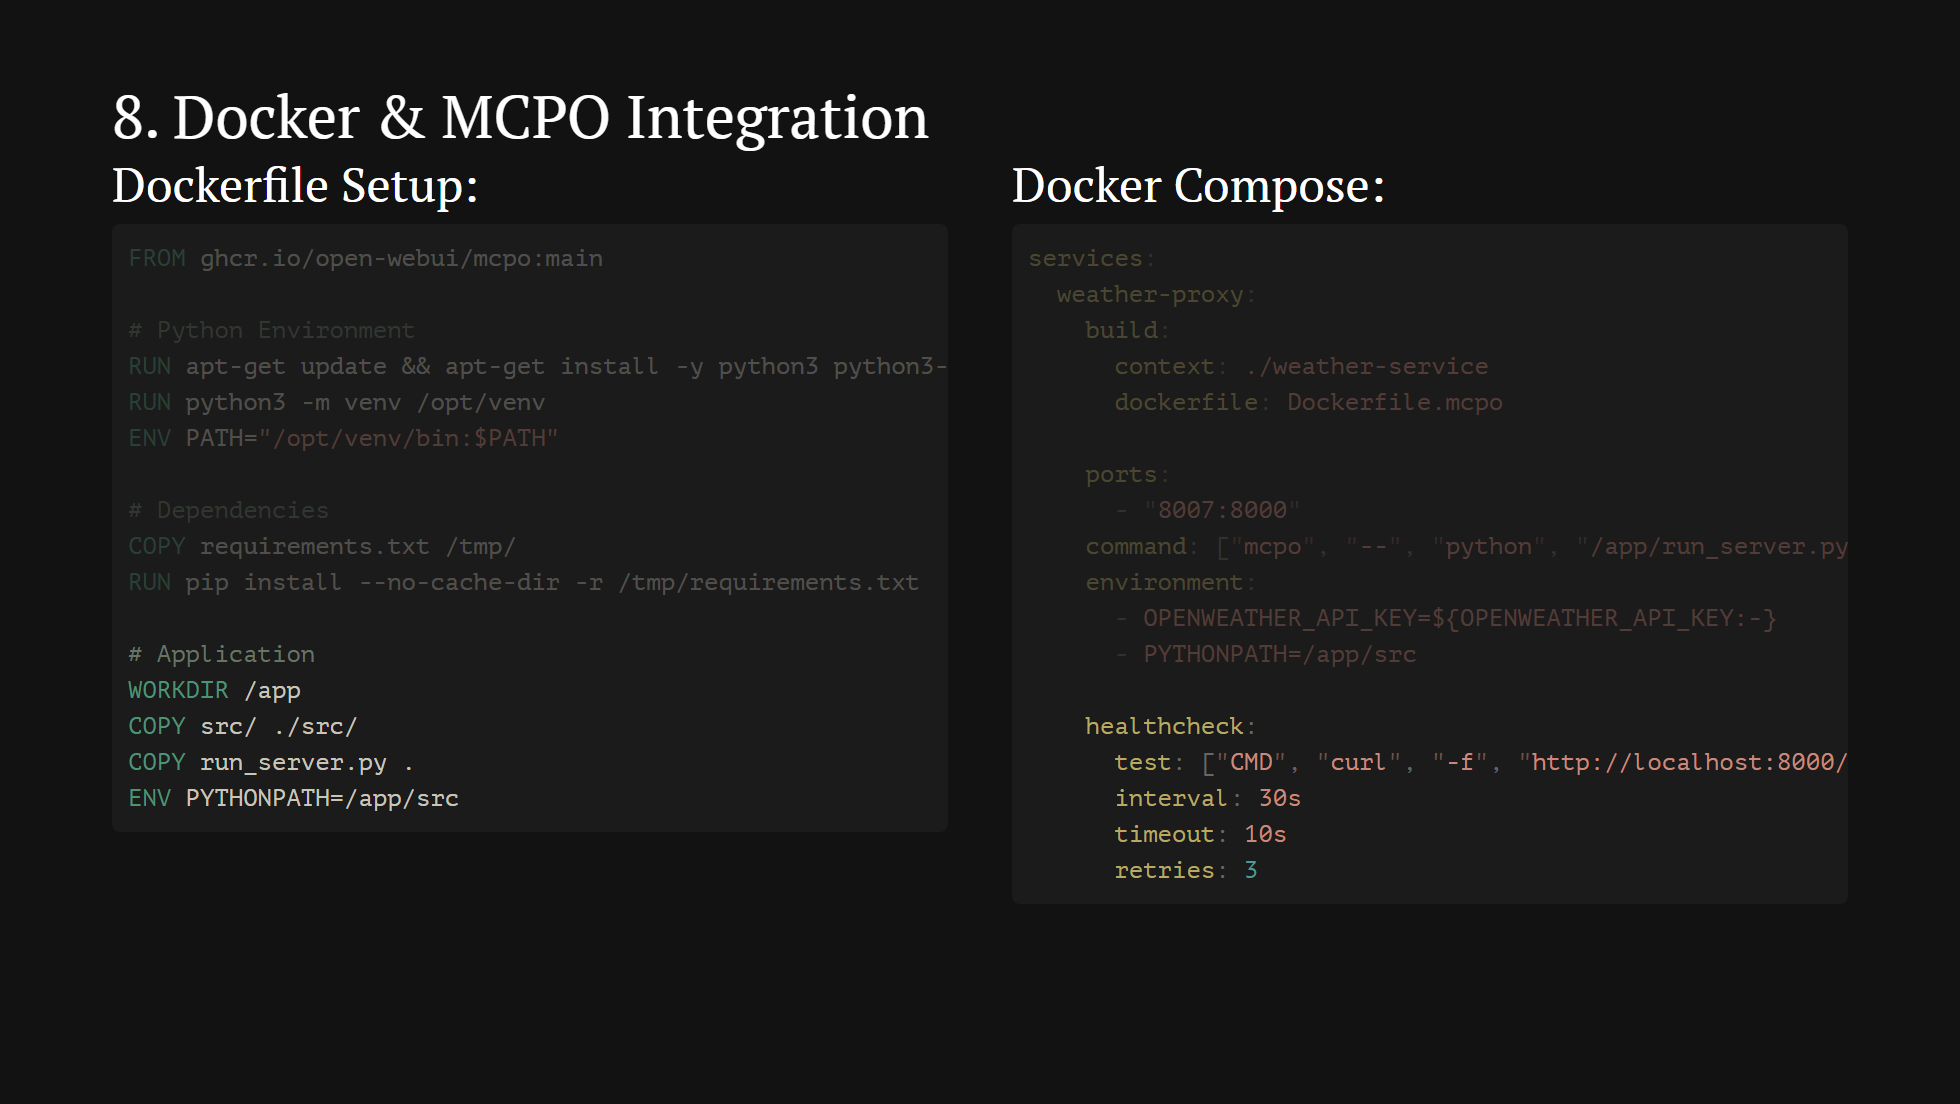 8. Docker & MCPO Integration
Dockerfile Setup:
FROM ghcr.io/open-webui/mcpo:main
# Python Environment
RUN apt-get update && apt-get install -y python3 python3-
RUN python3 -m venv /opt/venv
ENV PATH="/opt/venv/bin:$PATH"
# Dependencies
COPY requirements.txt /tmp/
RUN pip install --no-cache-dir -r /tmp/requirements.txt
# Application
WORKDIR /app
COPY src/ ./src/
COPY run_server.py .
ENV PYTHONPATH=/app/src
Docker Compose:
services:
weather-proxy:
build:
context: ./weather-service
dockerfile: Dockerfile.mcpo
ports:
- "8007:8000"
command: ["mcpo", "--", "python", "/app/run_server.py
environment:
- OPENWEATHER_API_KEY=${OPENWEATHER_API_KEY:-}
- PYTHONPATH=/app/src
healthcheck:
test: ["CMD", "curl", "-f", "http://localhost:8000/
interval: 30s
timeout: 10s
retries: 3